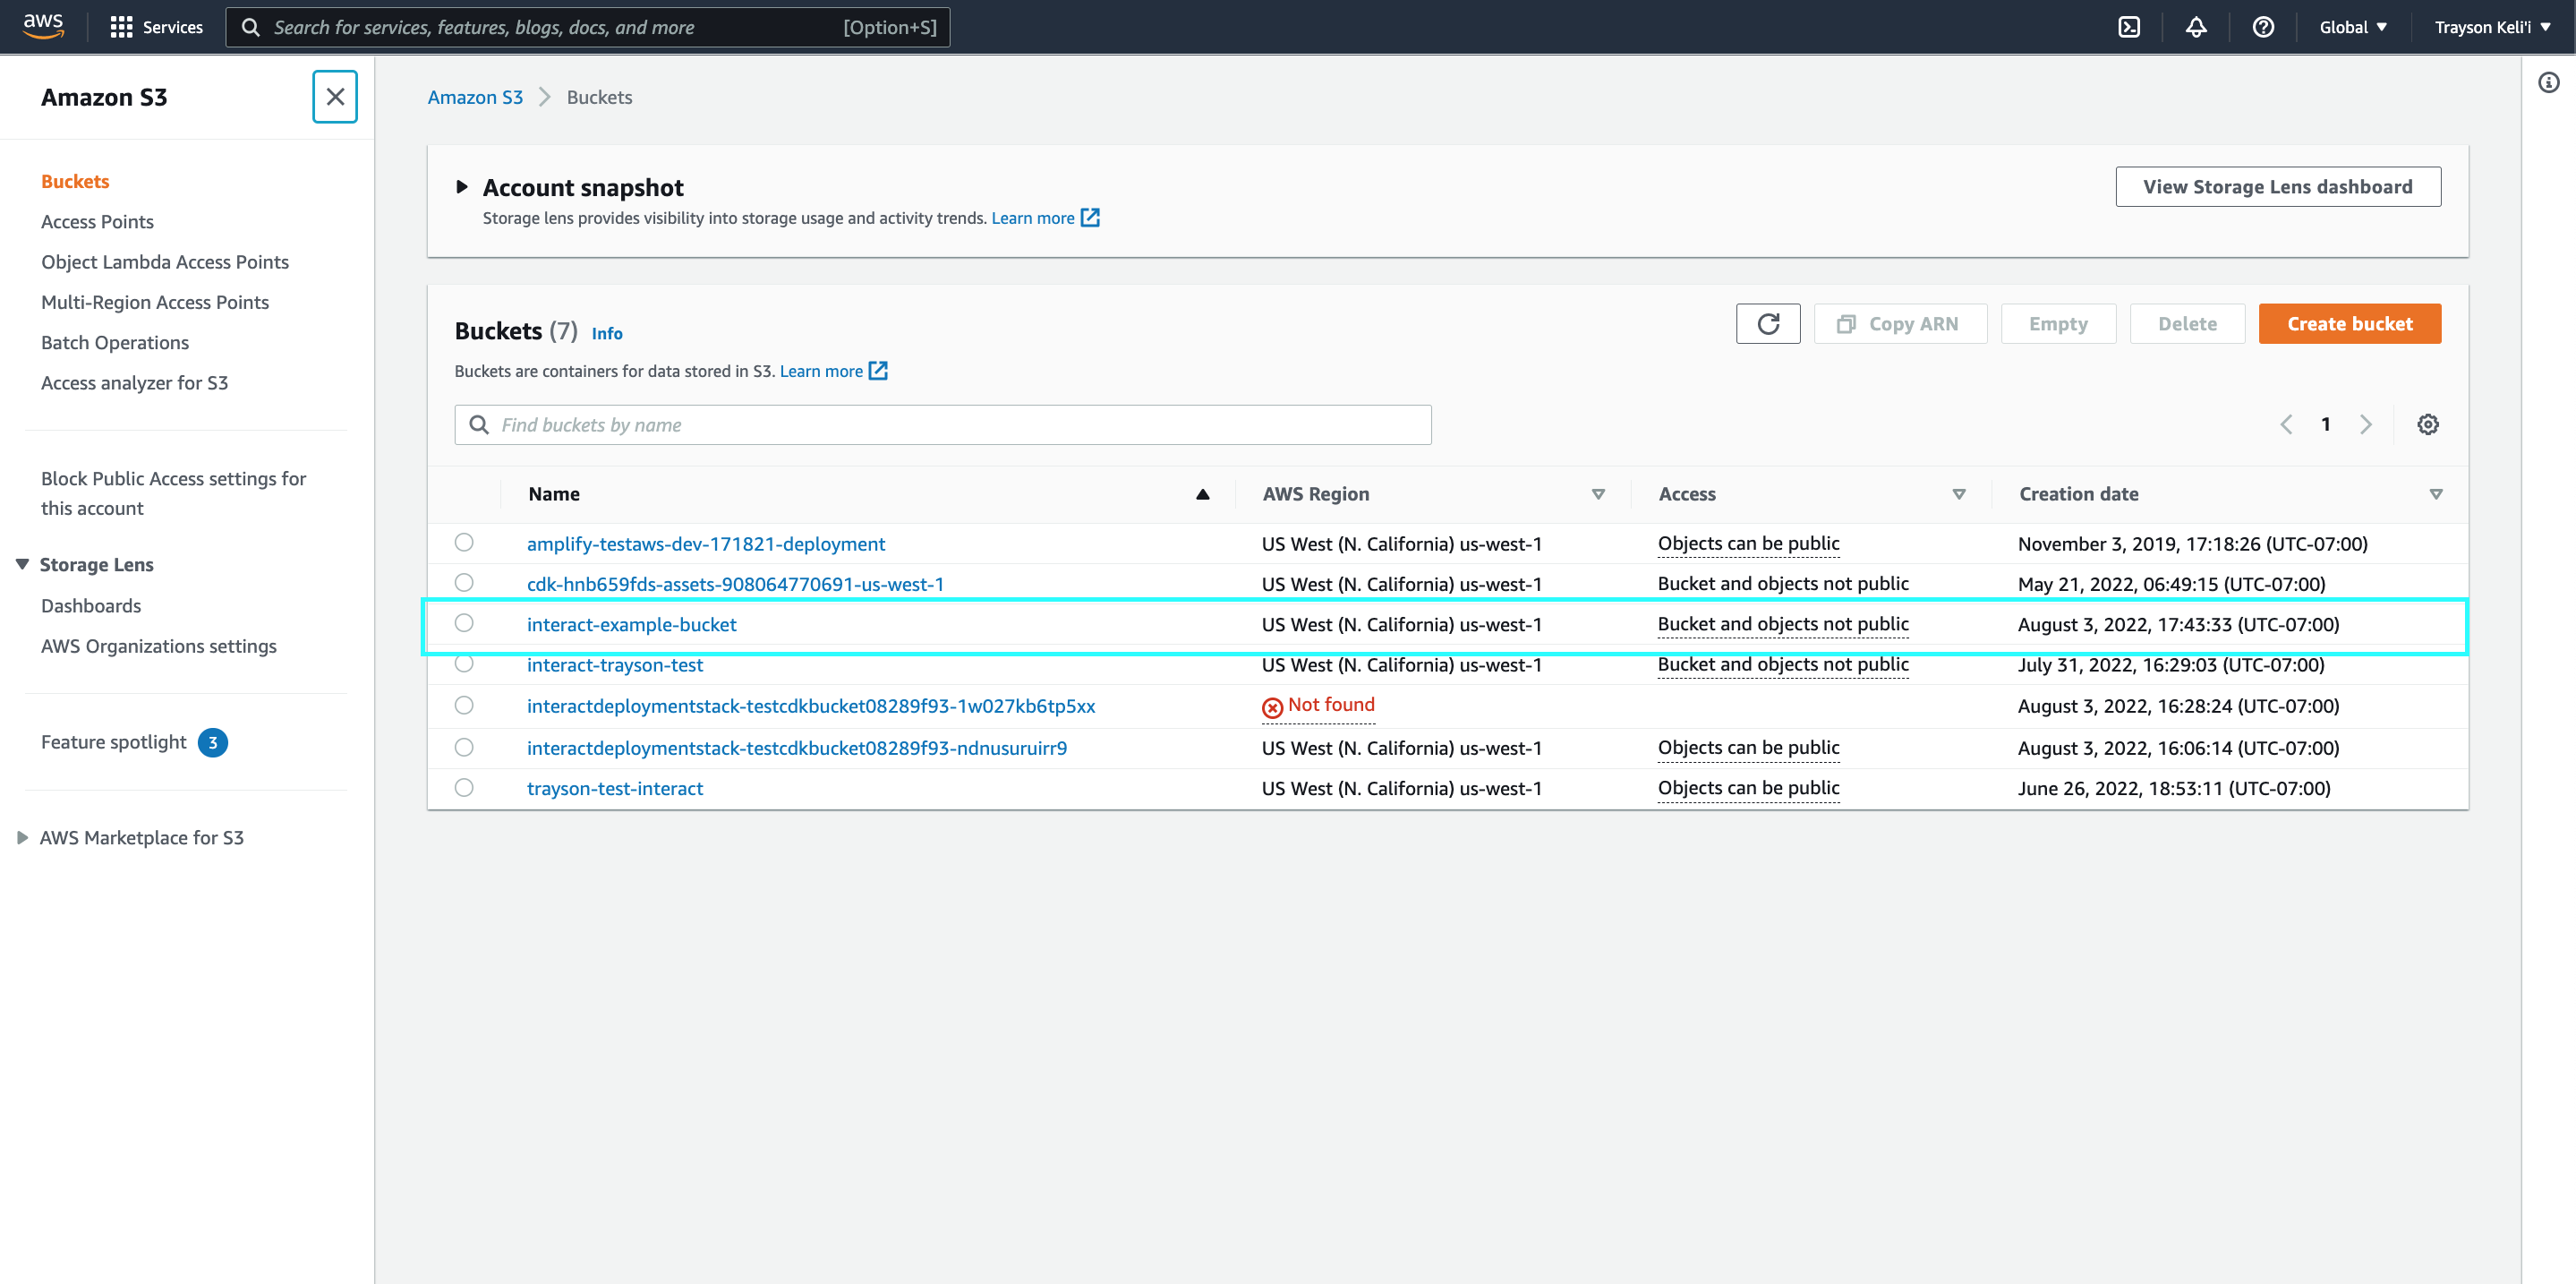 aws Services Search for services, features, blogs, docs, and more [Option+S] Global Trayson Keli'i
Amazon S3
Buckets
Access Points
Object Lambda Access Points
Multi-Region Access Points
Batch Operations
Access analyzer for S3
Block Public Access settings for
this account
Storage Lens
Dashboards
AWS Organizations settings
Feature spotlight 3
AWS Marketplace for S3
Amazon S3 Buckets
Account snapshot View Storage Lens dashboard
Storage lens provides visibility into storage usage and activity trends. Learn more
Buckets (7) Info Copy ARN Empty Delete Create bucket
Buckets are containers for data stored in S3. Learn more
Find buckets by name 1
Name AWS Region Access Creation date
amplify-testaws-dev-171821-deployment US West (N. California) us-west-1 Objects can be public November 3, 2019, 17:18:26 (UTC-07:00)
cdk-hnb659fds-assets-908064770691-us-west-1 US West (N. California) us-west-1 Bucket and objects not public May 21, 2022, 06:49:15 (UTC-07:00)
interact-example-bucket US West (N. California) us-west-1 Bucket and objects not public August 3, 2022, 17:43:33 (UTC-07:00)
interact-trayson-test US West (N. California) us-west-1 Bucket and objects not public July 31, 2022, 16:29:03 (UTC-07:00)
interactdeploymentstack-testcdkbucket08289f93-1w027kb6tp5xx Not found August 3, 2022, 16:28:24 (UTC-07:00)
interactdeploymentstack-testcdkbucket08289f93-ndnusuruirr9 US West (N. California) us-west-1 Objects can be public August 3, 2022, 16:06:14 (UTC-07:00)
trayson-test-interact US West (N. California) us-west-1 Objects can be public June 26, 2022, 18:53:11 (UTC-07:00)